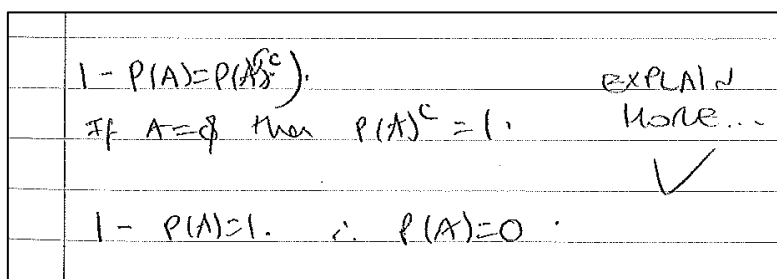 1 - P(A) = P(A^c).
If A = ∅ then P(A)^c = 1.
EXPLAIN
MORE...
✓
1 - P(A) = 1. ∴ P(A) = 0.